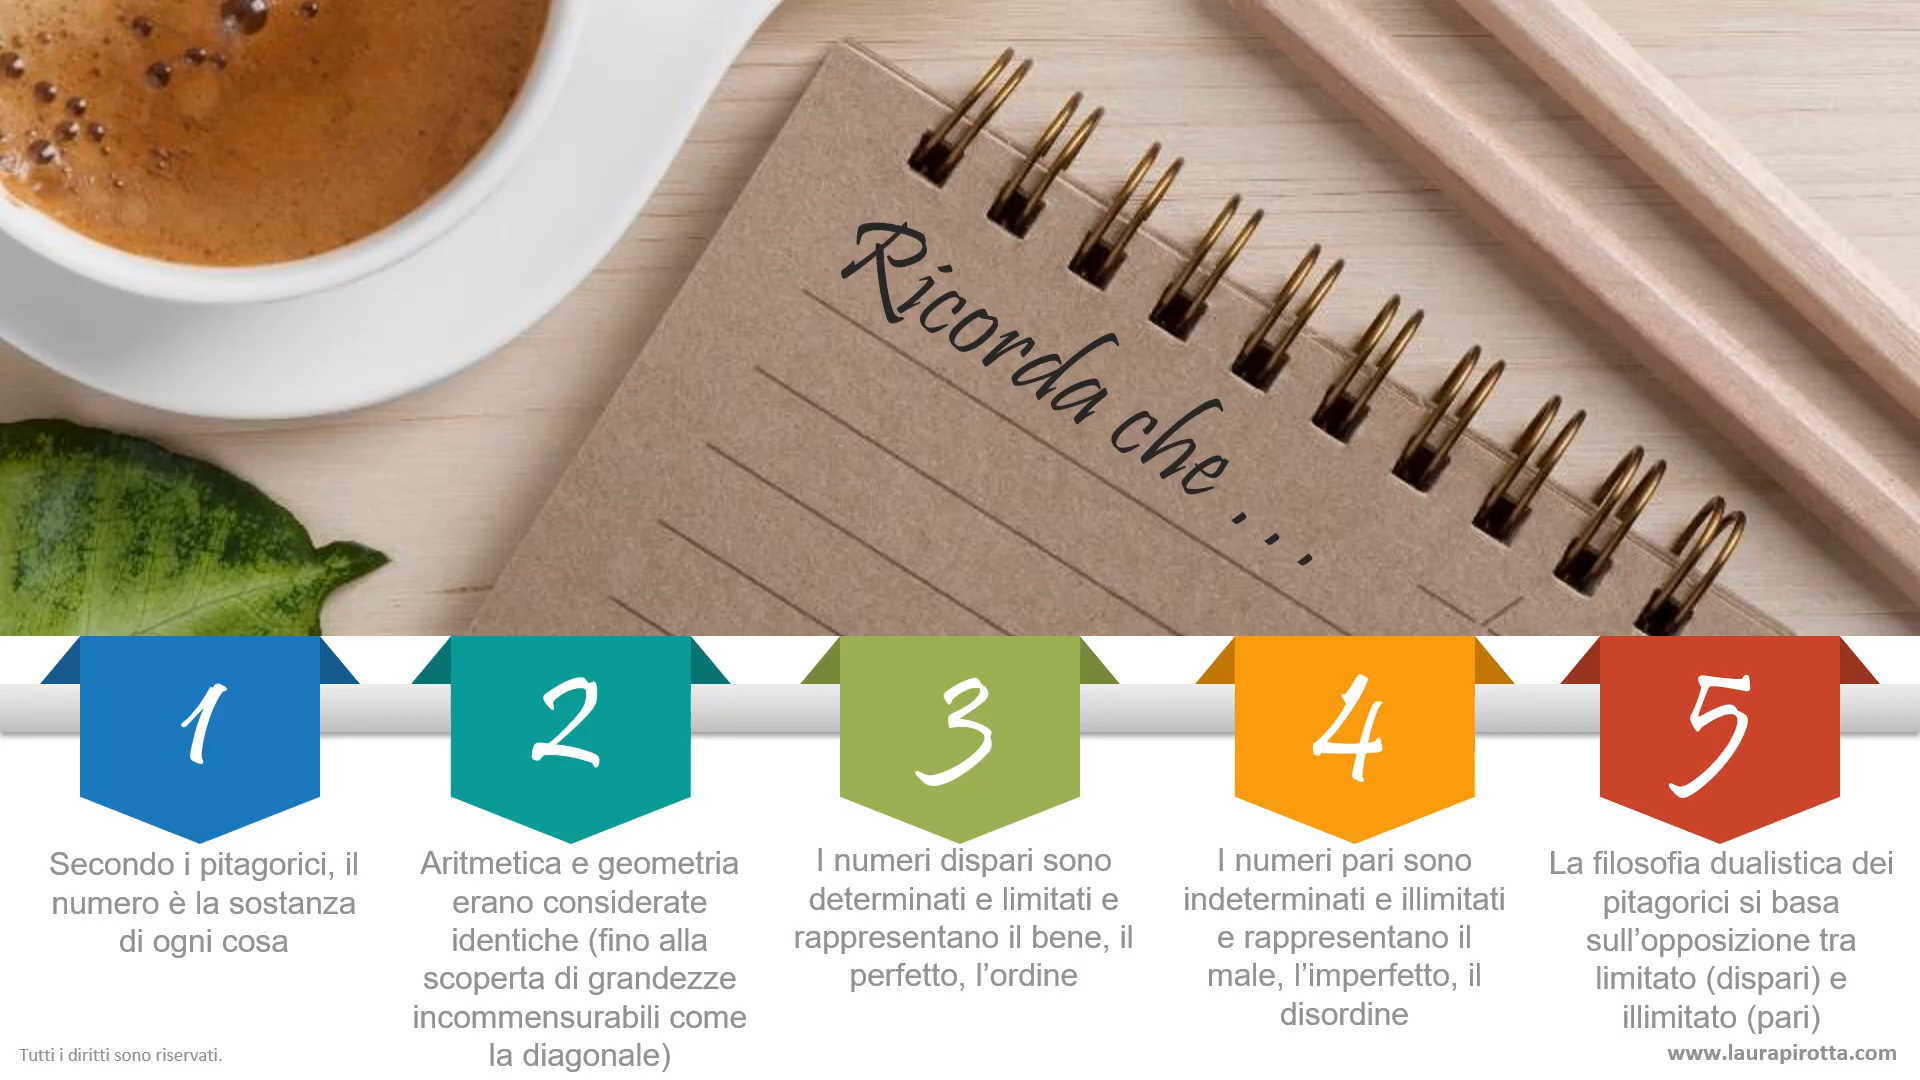 Ricorda che . . .
1
Secondo i pitagorici, il
numero è la sostanza
di ogni cosa
2
Aritmetica e geometria
erano considerate
identiche (fino alla
scoperta di grandezze
incommensurabili come
la diagonale)
3
I numeri dispari sono
determinati e limitati e
rappresentano il bene, il
perfetto, l’ordine
4
I numeri pari sono
indeterminati e illimitati
e rappresentano il
male, l’imperfetto, il
disordine
5
La filosofia dualistica dei
pitagorici si basa
sull’opposizione tra
limitato (dispari) e
illimitato (pari)
Tutti i diritti sono riservati.
www.laurapirotta.com